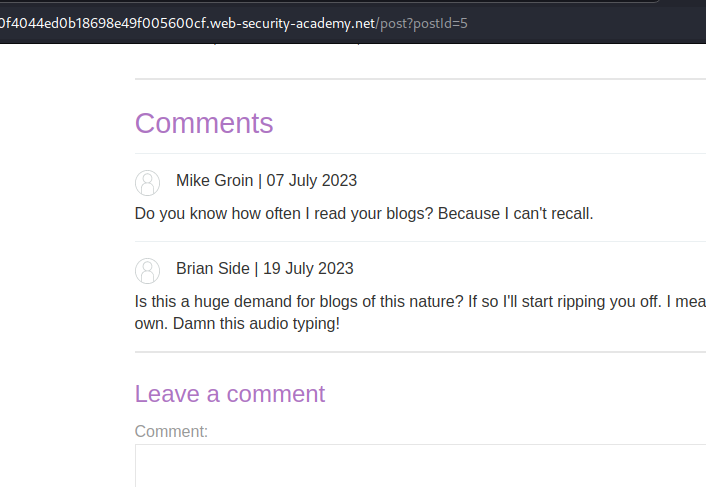 0f4044ed0b18698e49f005600cf.web-security-academy.net/post?postId=5
Comments
Mike Groin | 07 July 2023
Do you know how often I read your blogs? Because I can't recall.
Brian Side | 19 July 2023
Is this a huge demand for blogs of this nature? If so I'll start ripping you off. I mea
own. Damn this audio typing!
Leave a comment
Comment: